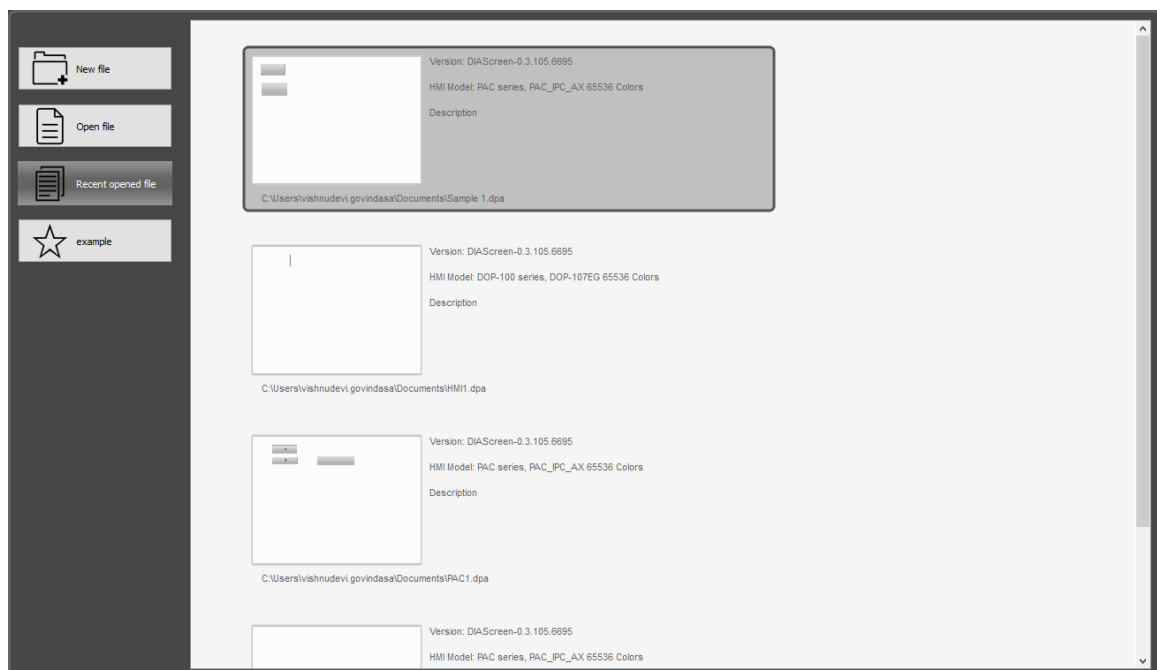 New file
Open file
Recent opened file
example
Version: DIAScreen-0.3.105.6695
HMI Model: PAC series, PAC_IPC_AX 65536 Colors
Description
C:\Users\vishnudevi.govindasa\Documents\Sample 1.dpa
Version: DIAScreen-0.3.105.6695
HMI Model: DOP-100 series, DOP-107EG 65536 Colors
Description
C:\Users\vishnudevi.govindasa\Documents\HMI1.dpa
Version: DIAScreen-0.3.105.6695
HMI Model: PAC series, PAC_IPC_AX 65536 Colors
Description
C:\Users\vishnudevi.govindasa\Documents\PAC1.dpa
Version: DIAScreen-0.3.105.6695
HMI Model: PAC series, PAC_IPC_AX 65536 Colors